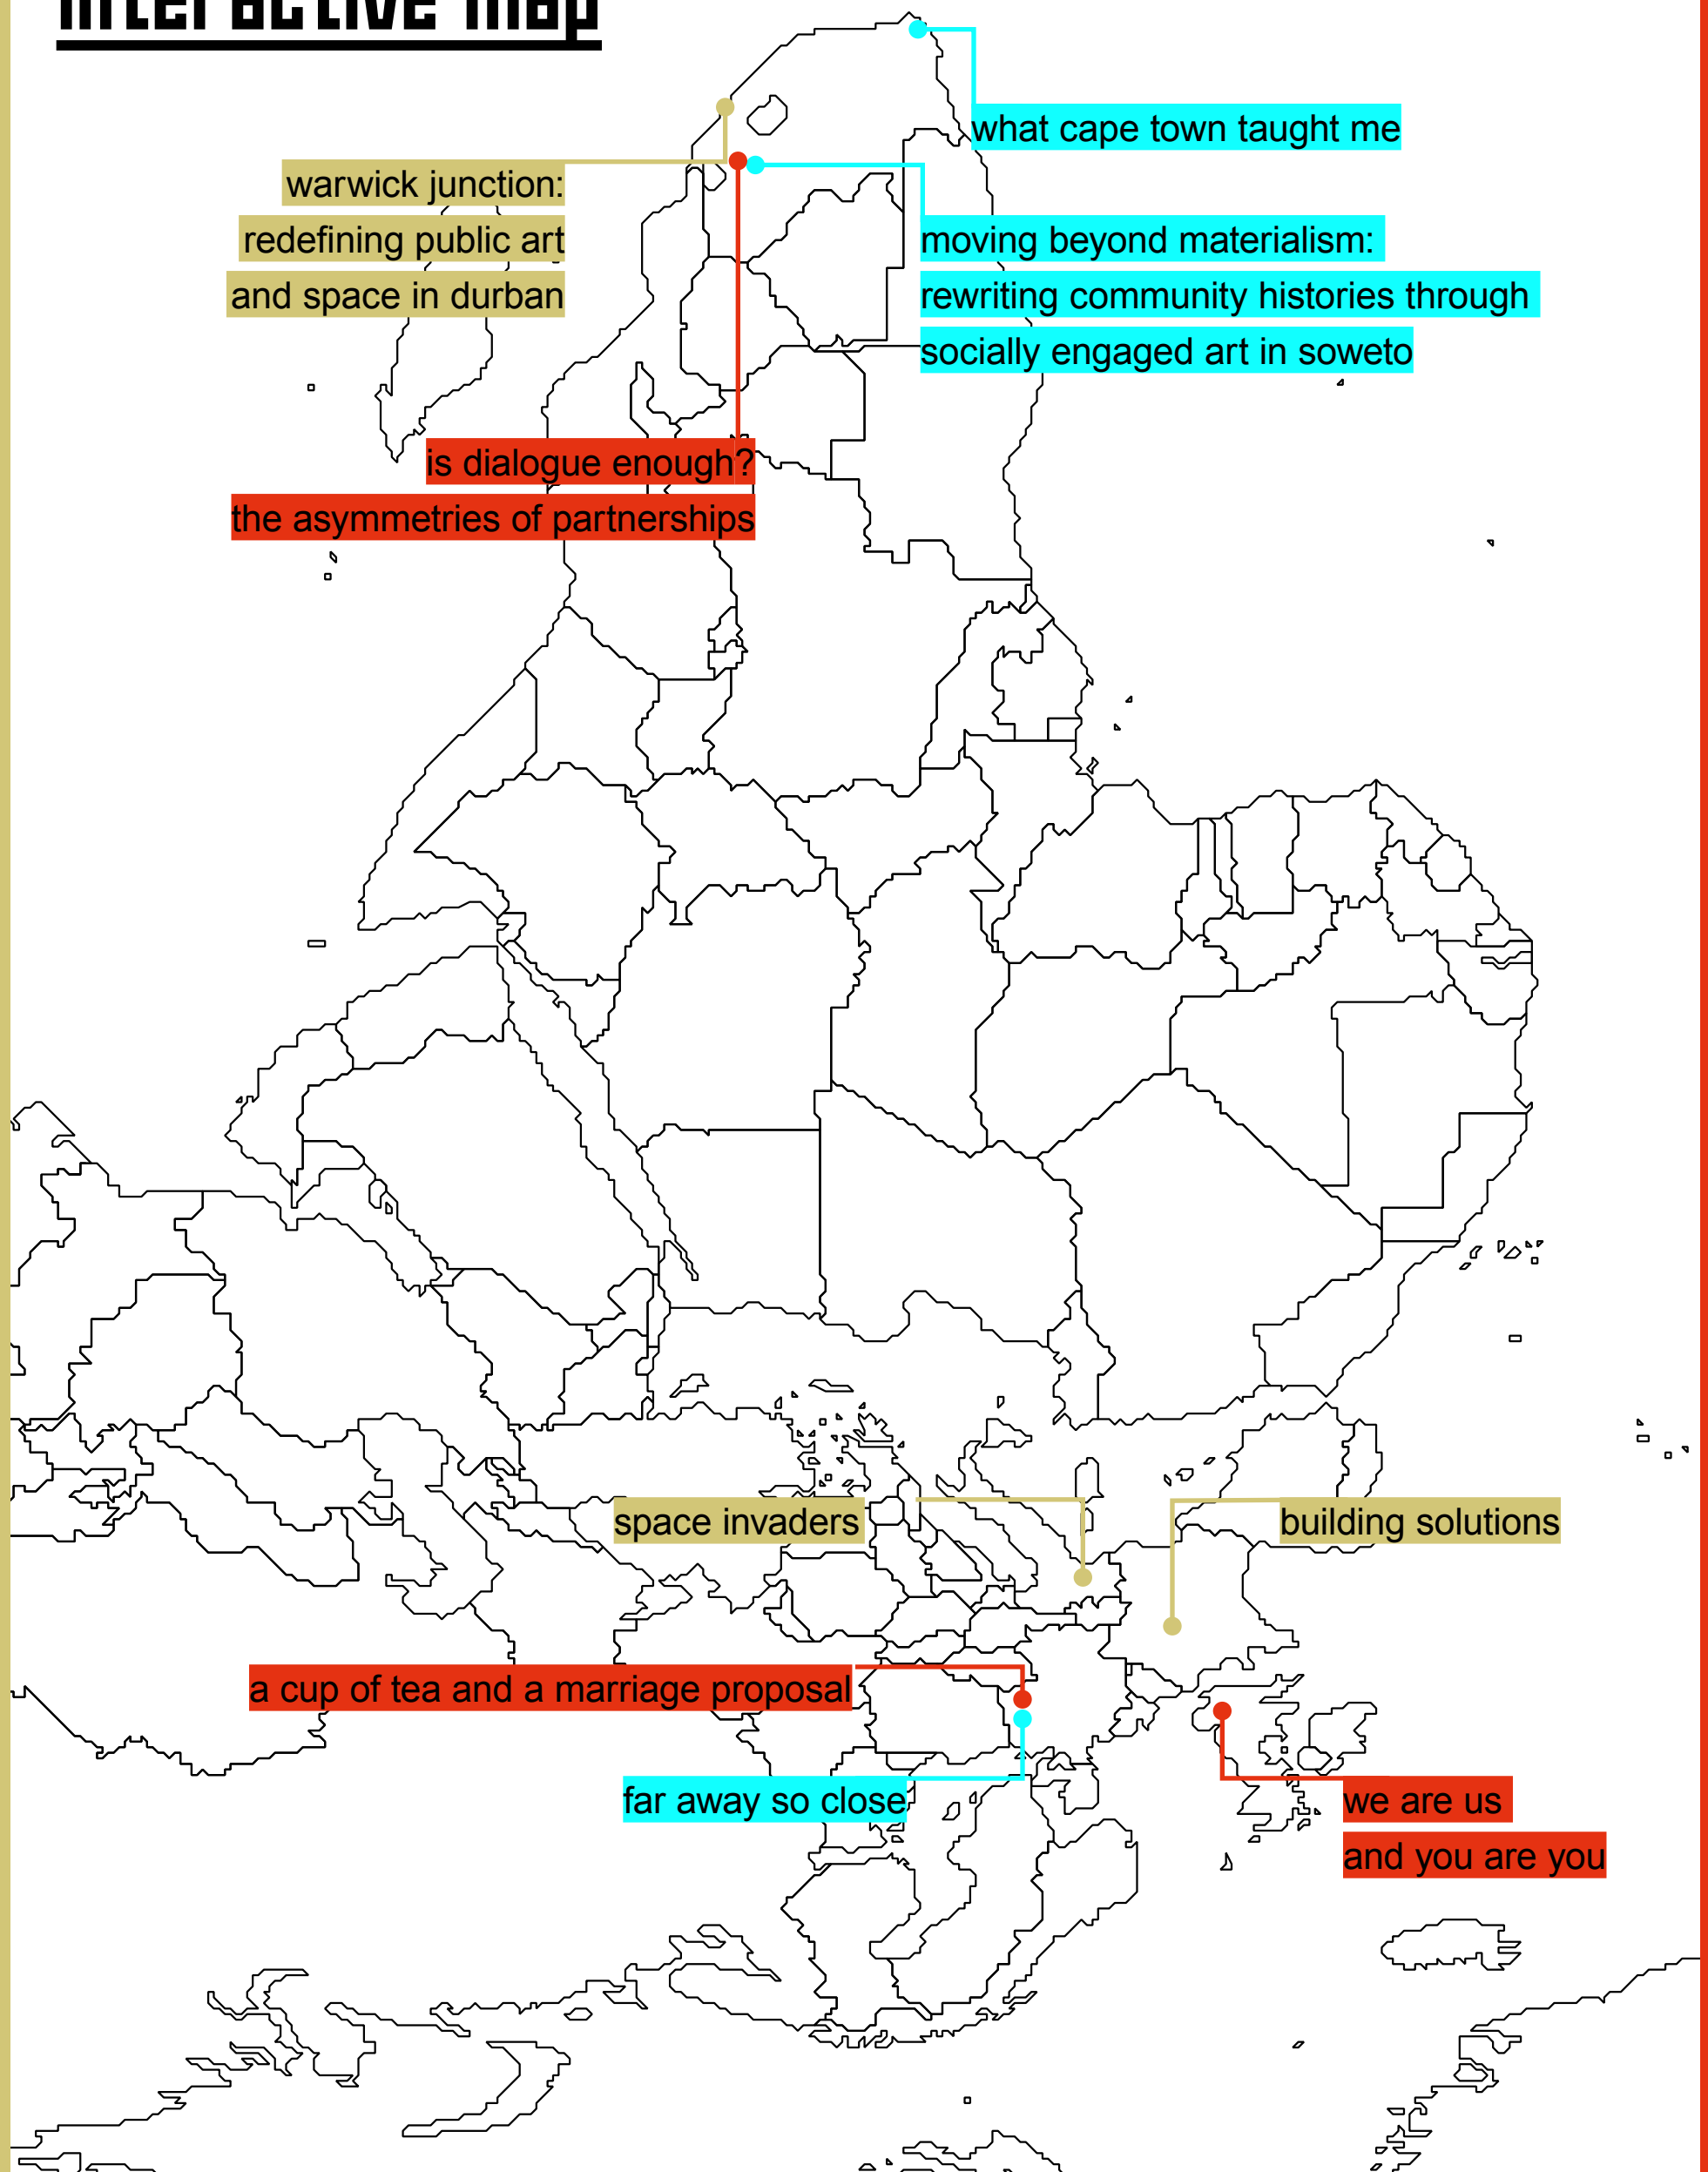 interactive map
what cape town taught me
warwick junction:
redefining public art
and space in durban
moving beyond materialism:
rewriting community histories through
socially engaged art in soweto
is dialogue enough?
the asymmetries of partnerships
space invaders
building solutions
a cup of tea and a marriage proposal
far away so close
we are us
and you are you